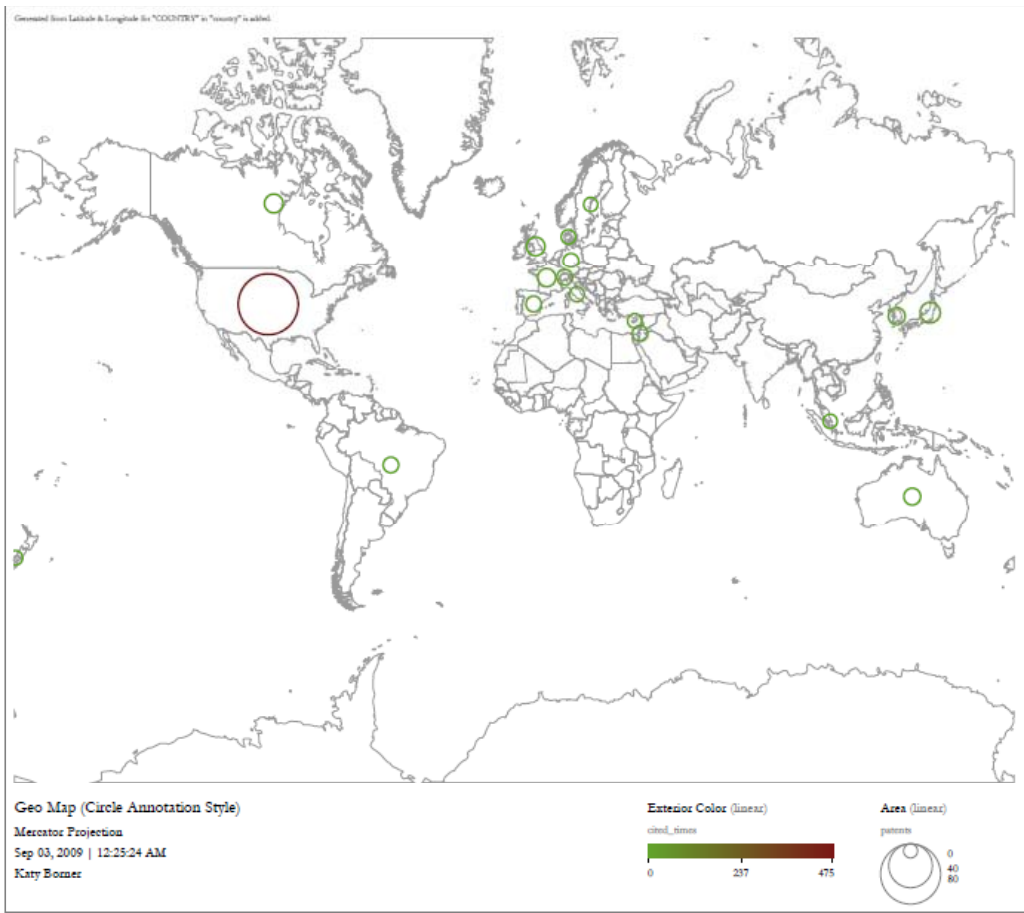 Generated from Latitude & Longitude for "COUNTRY" in "country" is added.
Geo Map (Circle Annotation Style)
Mercator Projection
Sep 03, 2009 | 12:25:24 AM
Katy Borner
Exterior Color (linear)
cited_times
0 237 475
Area (linear)
patents
0
40
80